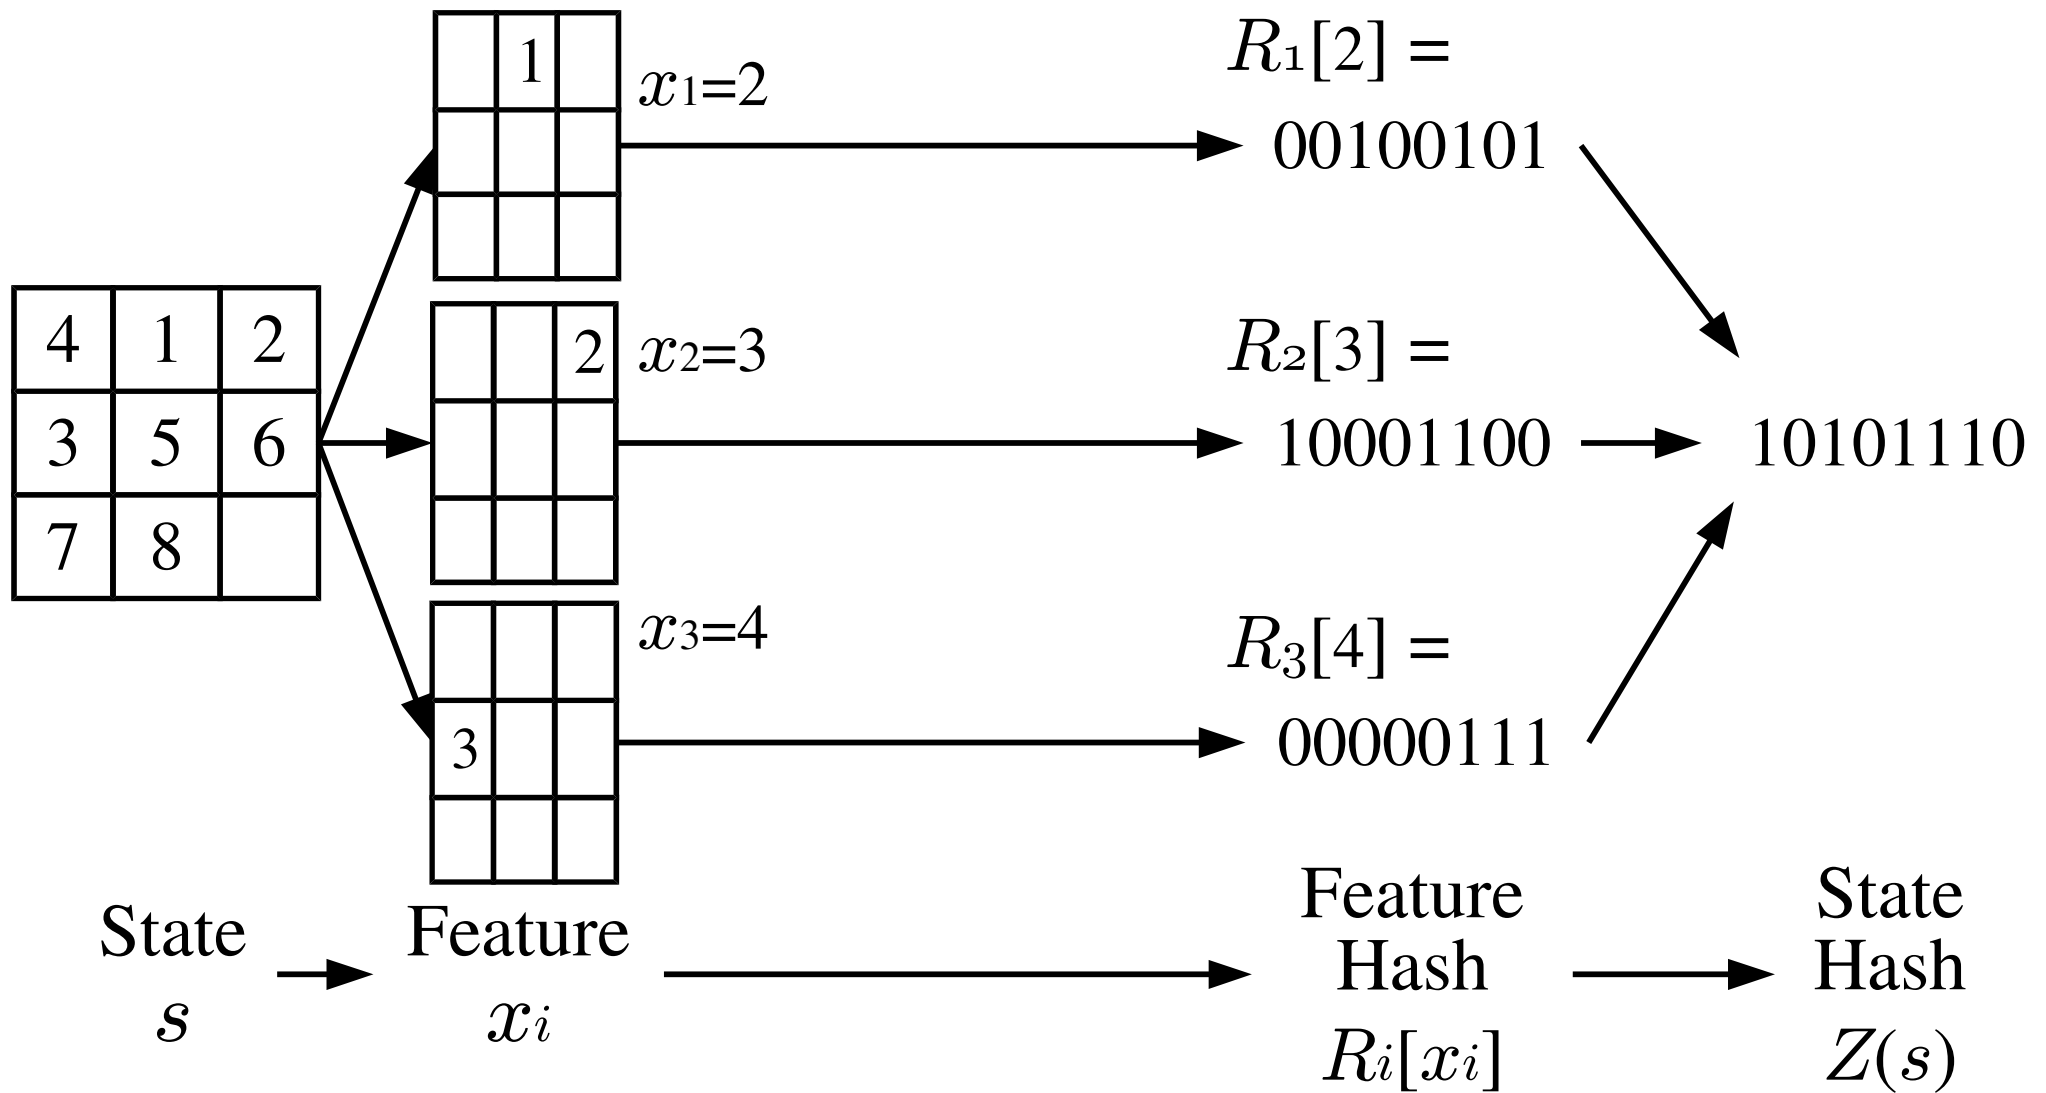 4 1 2
3 5 6
7 8
1
x1=2
2
x2=3
3
x3=4
R1[2] =
00100101
R2[3] =
10001100
R3[4] =
00000111
10101110
State
s
Feature
xi
Feature
Hash
Ri[xi]
State
Hash
Z(s)